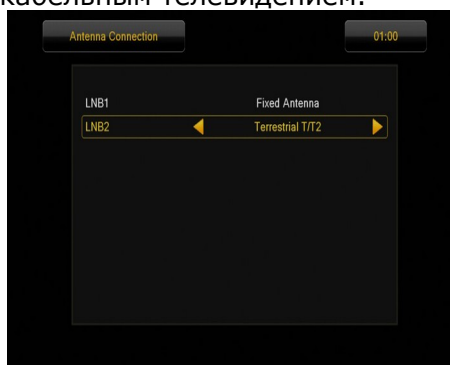 кабельным телевидением.
Antenna Connection 01:00
LNB1 Fixed Antenna
LNB2 Terrestrial T/T2